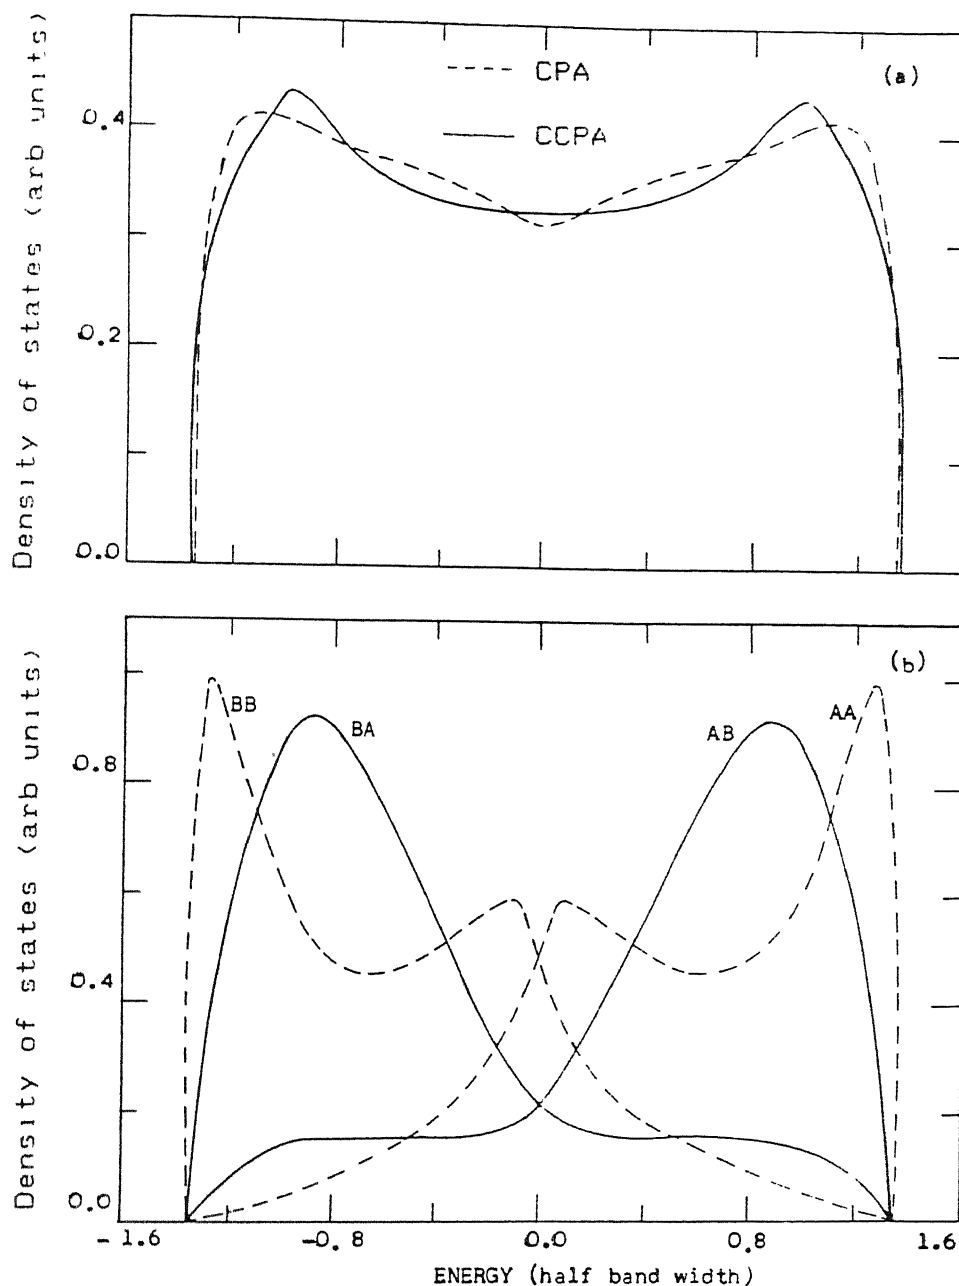 Density of states (arb units)
0.4
0.2
0.0
CPA
CCPA
(a)
Density of states (arb units)
0.8
0.4
0.0
BB
BA
AB
AA
(b)
-1.6
-0.8
0.0
0.8
1.6
ENERGY (half band width)